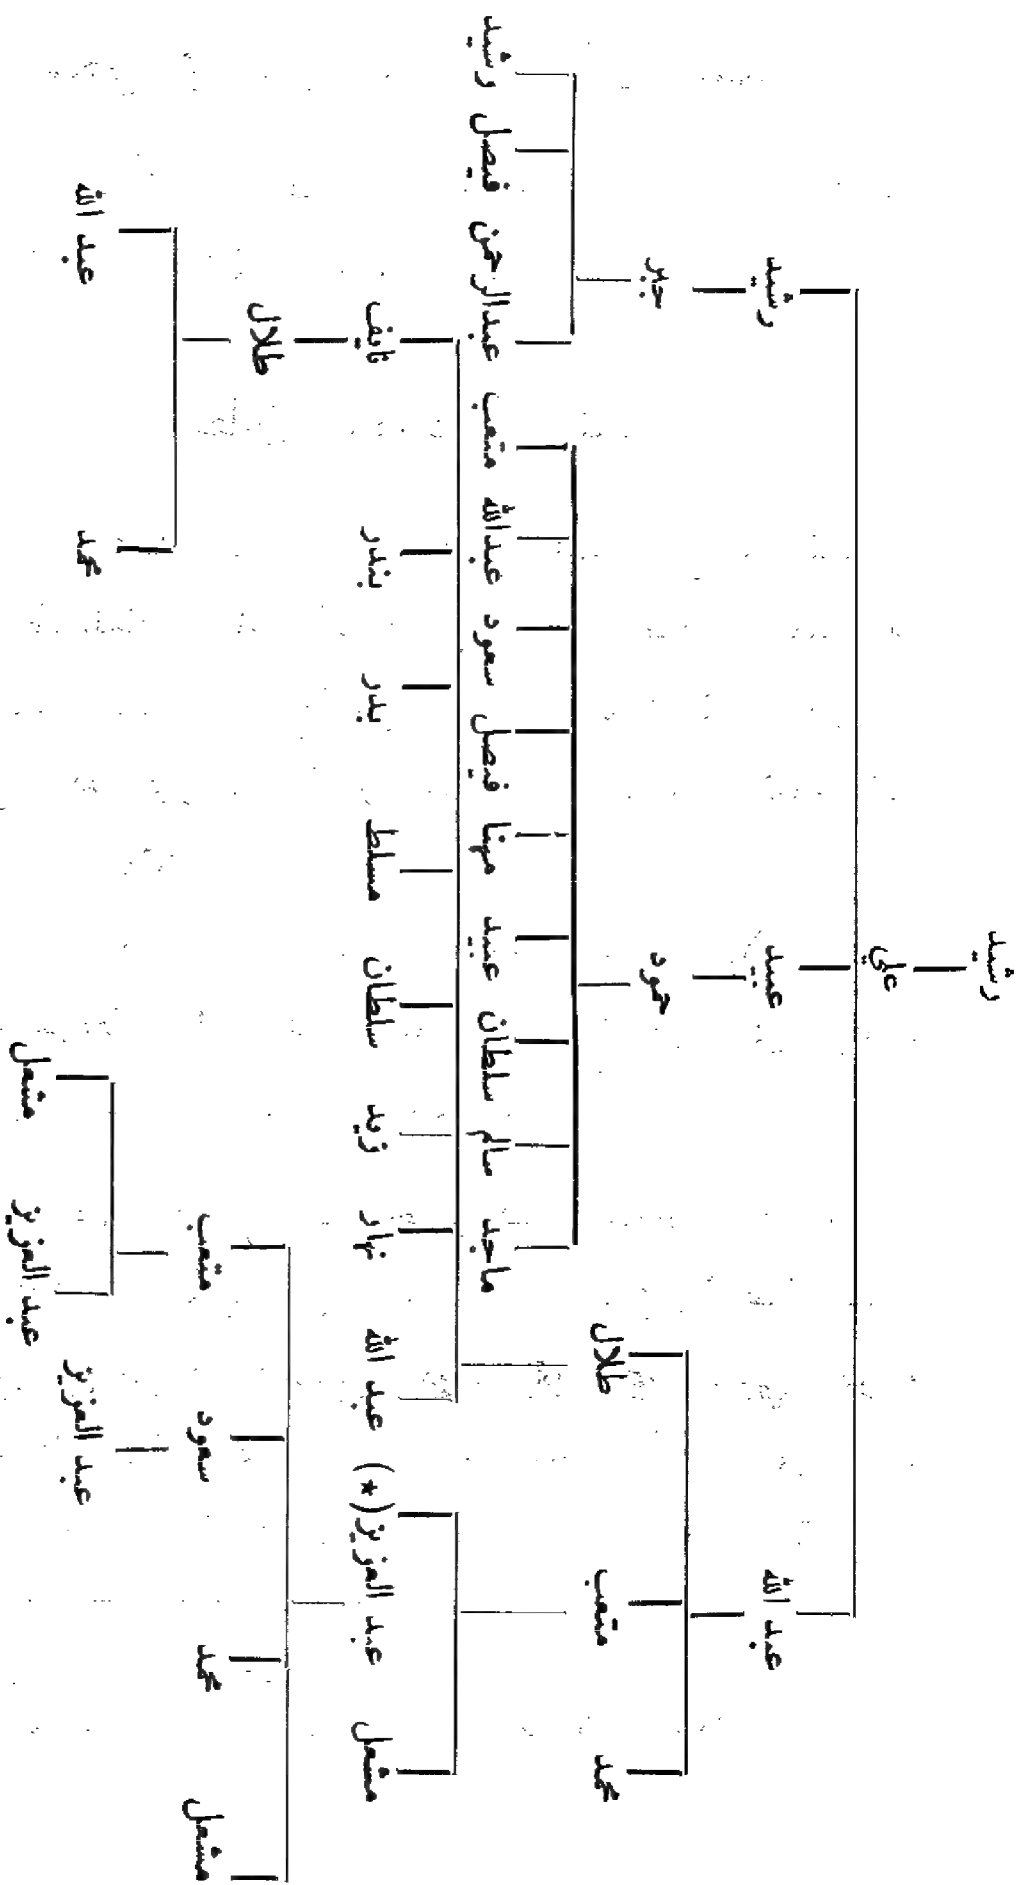 رشيد
علي
عبد الله
عبيد
رشيد
محمد
متعب
طلال
حمود
جبر
ماجد
سالم
سلطان
عبيد
مهنا
فيصل
سعود
عبدالله
متعب
عبدالرحمن
فيصل
رشيد
مشعل
عبد العزيز (★)
عبد الله
نهار
زيد
سلطان
مسلط
بدر
بندر
نايف
طلال
مشعل
محمد
سعود
متعب
عبد العزيز
عبد العزيز
مشعل
محمد
عبد الله